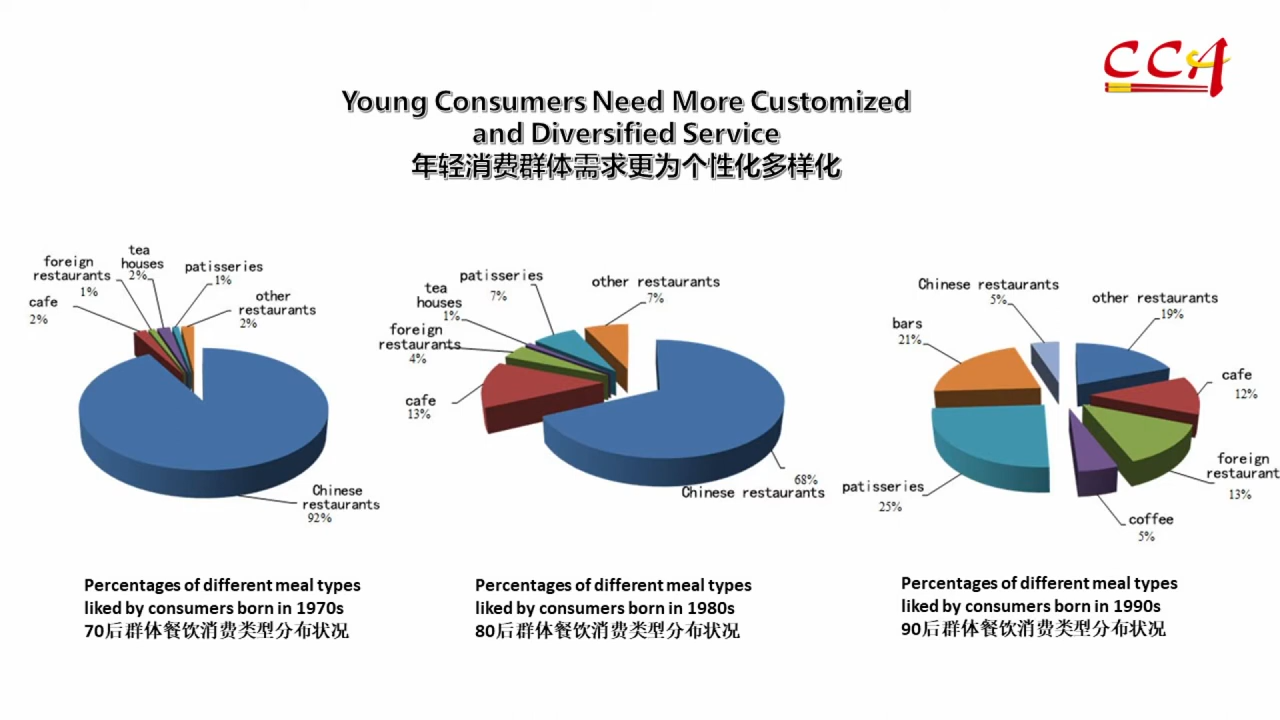 CCA
Young Consumers Need More Customized
and Diversified Service
年轻消费群体需求更为个性化多样化
foreign
restaurants
1%
tea
houses
2%
patisseries
1%
cafe
2%
other
restaurants
2%
Chinese
restaurants
92%
Percentages of different meal types
liked by consumers born in 1970s
70后群体餐饮消费类型分布状况
patisseries
7%
other restaurants
7%
tea
houses
1%
foreign
restaurants
4%
cafe
13%
68%
Chinese restaurants
Percentages of different meal types
liked by consumers born in 1980s
80后群体餐饮消费类型分布状况
Chinese restaurants
5%
other restaurants
19%
bars
21%
cafe
12%
foreign
restaurant
13%
patisseries
25%
coffee
5%
Percentages of different meal types
liked by consumers born in 1990s
90后群体餐饮消费类型分布状况